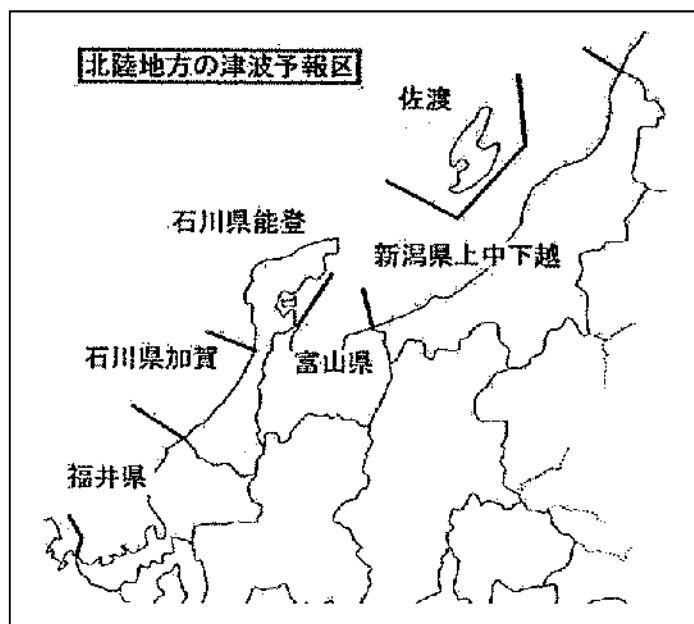 北陸地方の津波予報区
佐渡
石川県能登
新潟県上中下越
石川県加賀
富山県
福井県